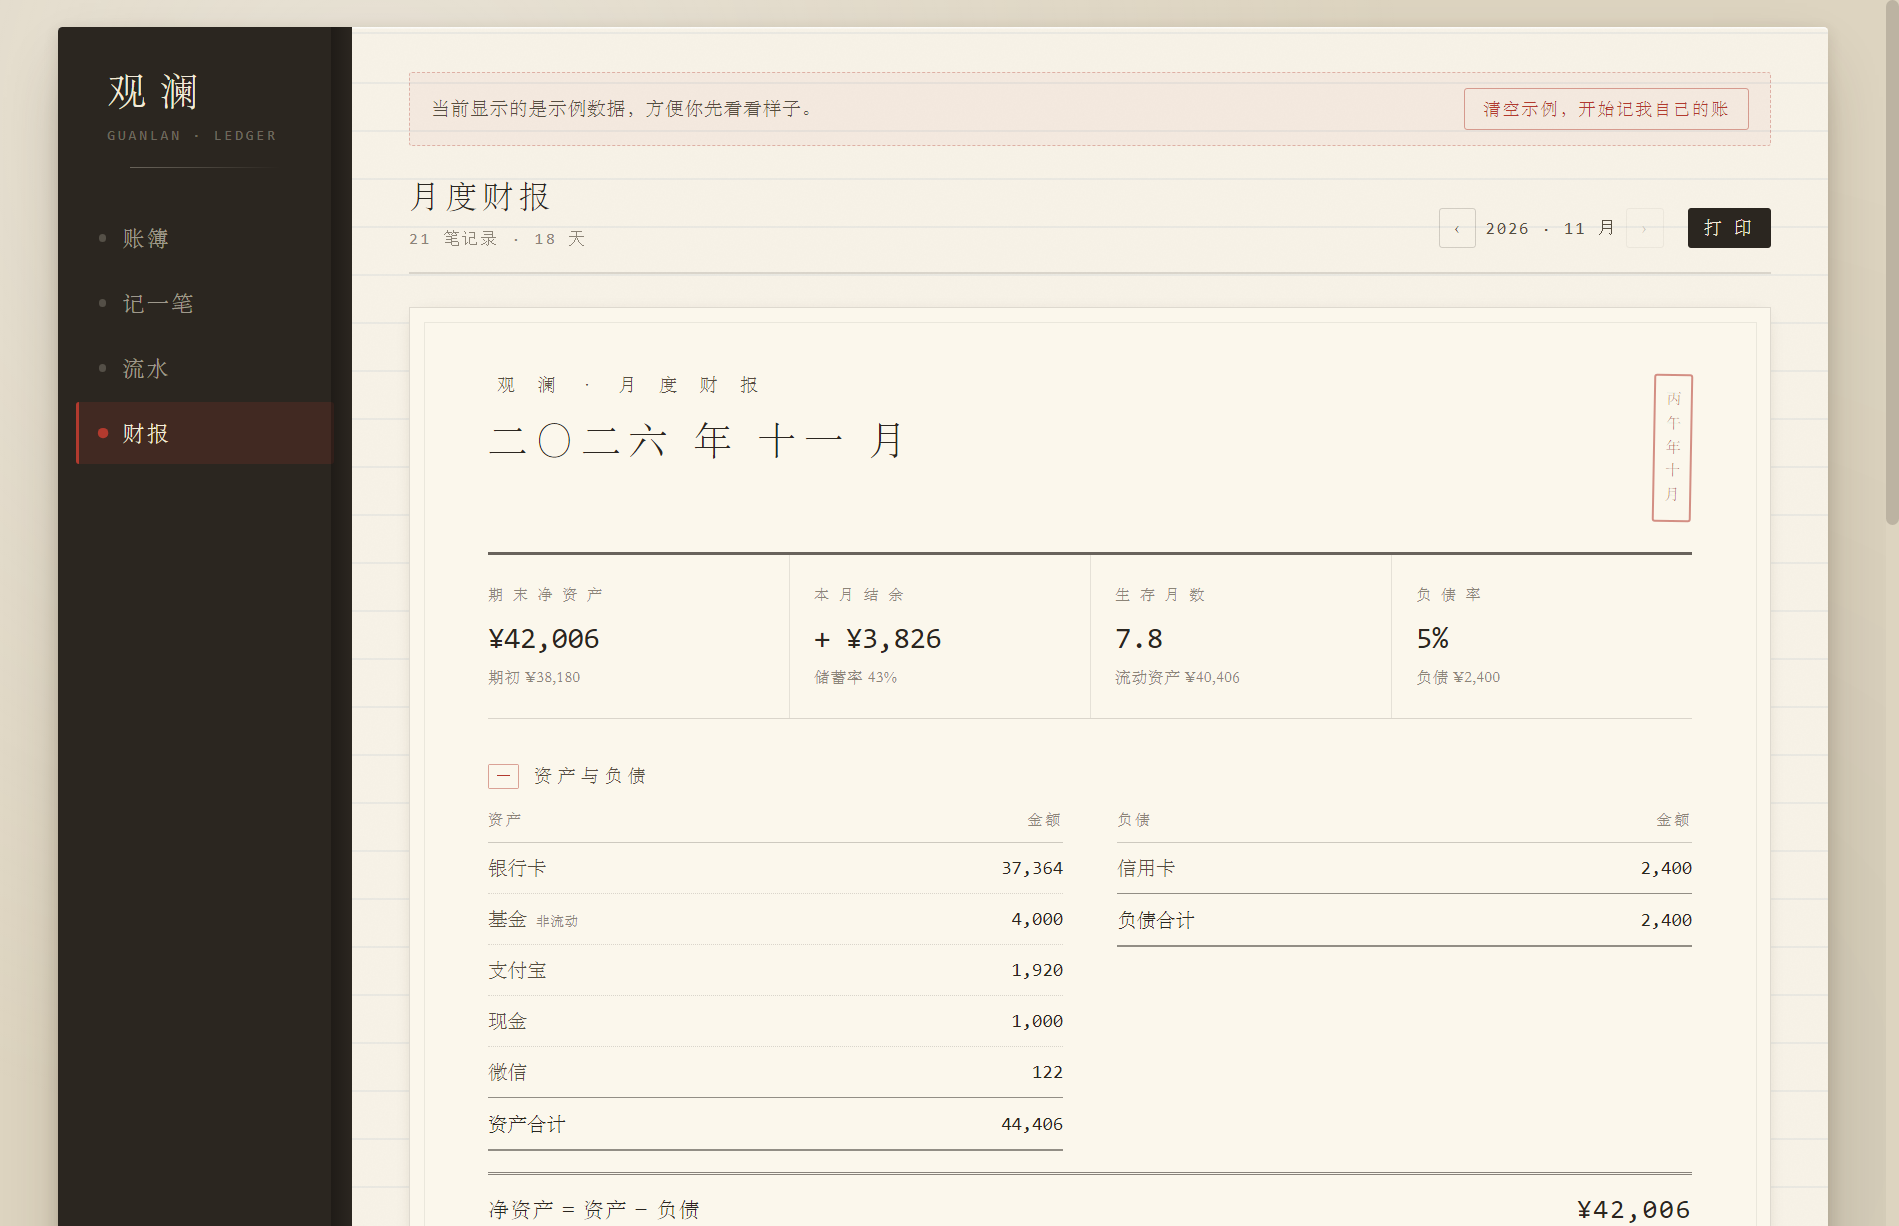 观澜
GUANLAN · LEDGER
账簿
记一笔
流水
财报
当前显示的是示例数据，方便你先看看样子。
清空示例，开始记我自己的账
月度财报
21 笔记录 · 18 天
‹ 2026 · 11 月 ›
打印
观澜 · 月度财报
二〇二六 年 十一 月
丙午年十月
期末净资产
¥42,006
期初 ¥38,180
本月结余
+ ¥3,826
储蓄率 43%
生存月数
7.8
流动资产 ¥40,406
负债率
5%
负债 ¥2,400
一 资产与负债
资产 金额
银行卡 37,364
基金 非流动 4,000
支付宝 1,920
现金 1,000
微信 122
资产合计 44,406
负债 金额
信用卡 2,400
负债合计 2,400
净资产 = 资产 − 负债 ¥42,006